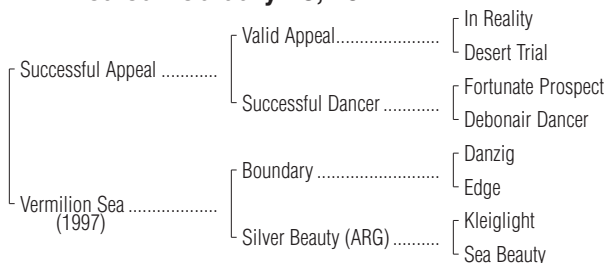 In Reality
Valid Appeal
Desert Trial
Successful Appeal
Fortunate Prospect
Successful Dancer
Debonair Dancer
Danzig
Boundary
Edge
Vermilion Sea
(1997)
Kleiglight
Silver Beauty (ARG)
Sea Beauty